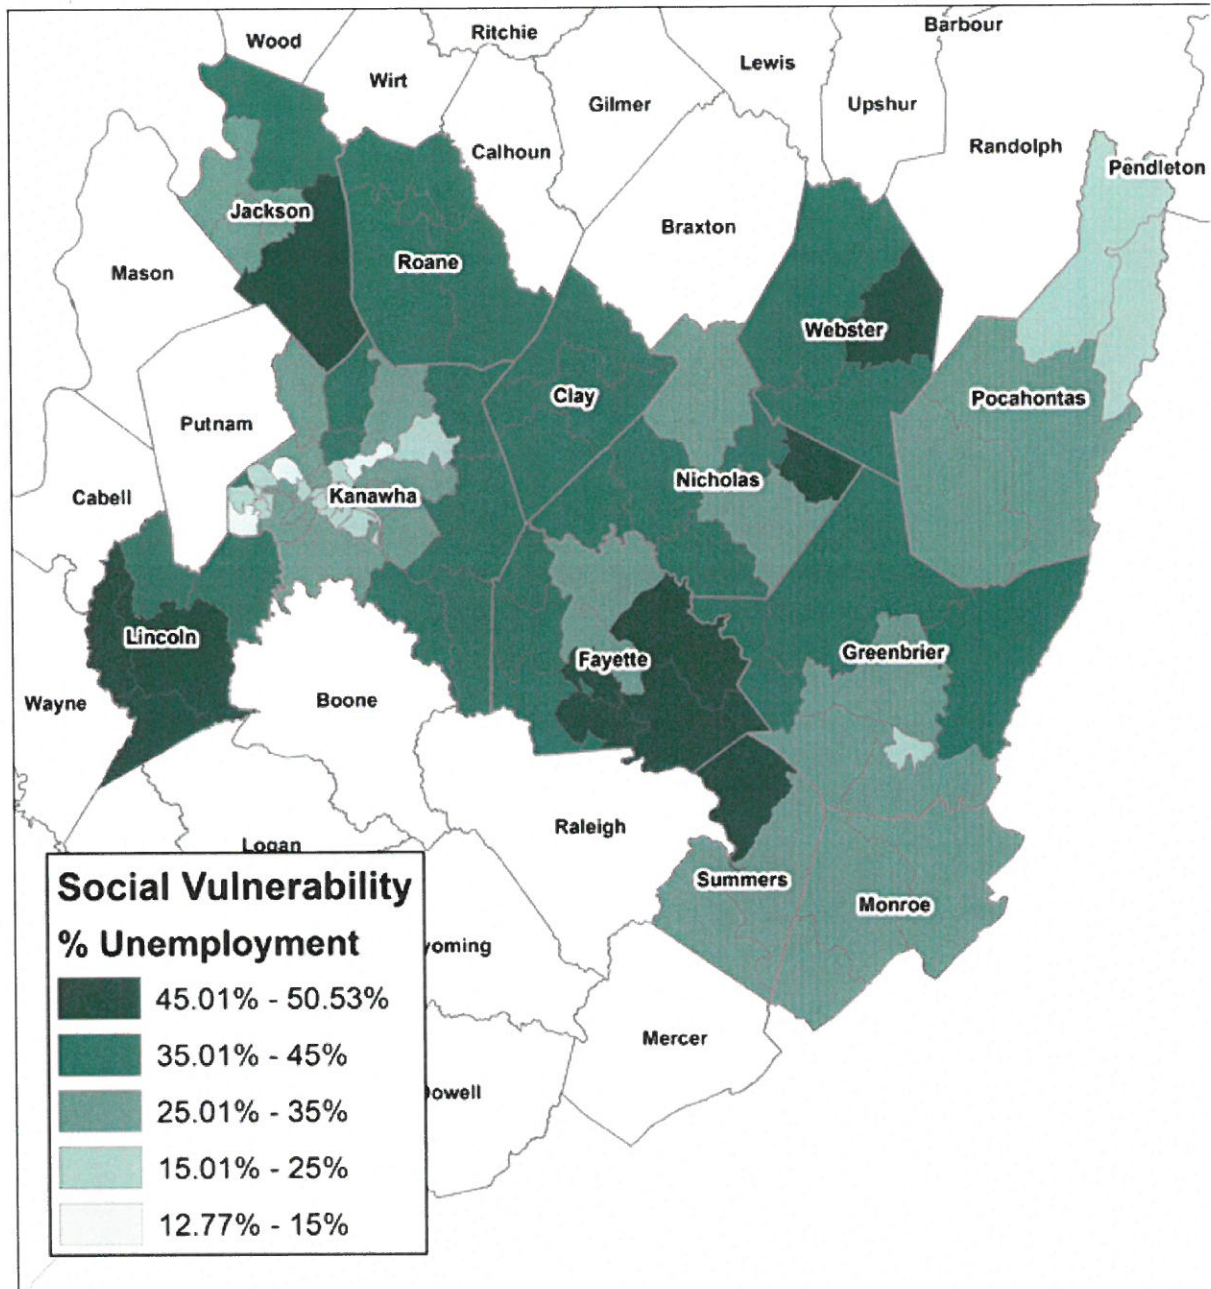 Barbour
Ritchie
Wood
Lewis
Wirt
Upshur
Gilmer
Randolph
Calhoun
Pendleton
Jackson
Braxton
Roane
Mason
Webster
Clay
Pocahontas
Putnam
Nicholas
Kanawha
Cabell
Lincoln
Greenbrier
Fayette
Boone
Wayne
Raleigh
Logan
Summers
Monroe
Social Vulnerability
% Unemployment
yoming
45.01% - 50.53%
35.01% - 45%
Mercer
25.01% - 35%
owell
15.01% - 25%
12.77% - 15%